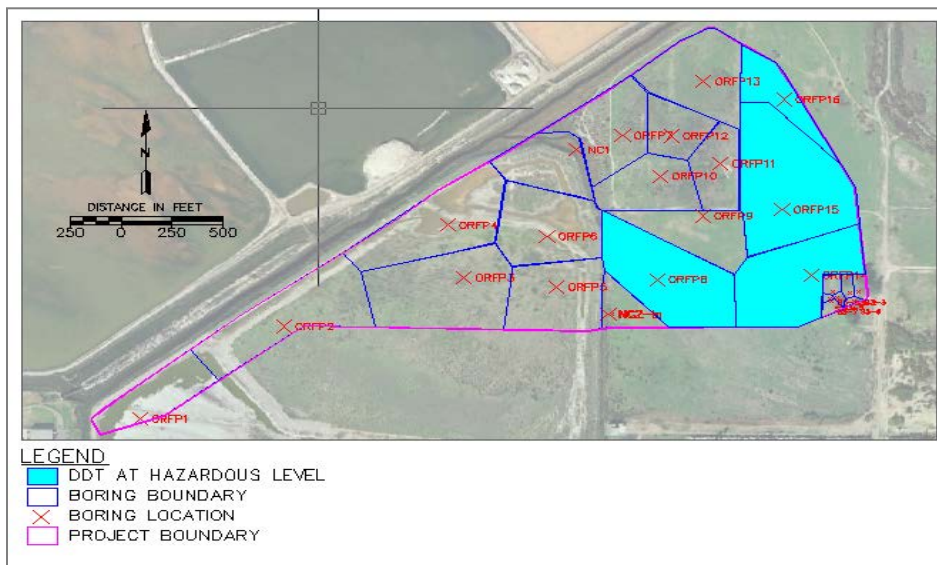 ORFP13
ORFP16
ORFP7
ORFP12
NC1
ORFP11
ORFP10
N
DISTANCE IN FEET
250 0 250 500
ORFP15
ORFP9
ORFP4
ORFP6
ORFP3
ORFP8
ORFP5
NGZ-
ORFP2
ORFP1
LEGEND
DDT AT HAZARDOUS LEVEL
BORING BOUNDARY
BORING LOCATION
PROJECT BOUNDARY